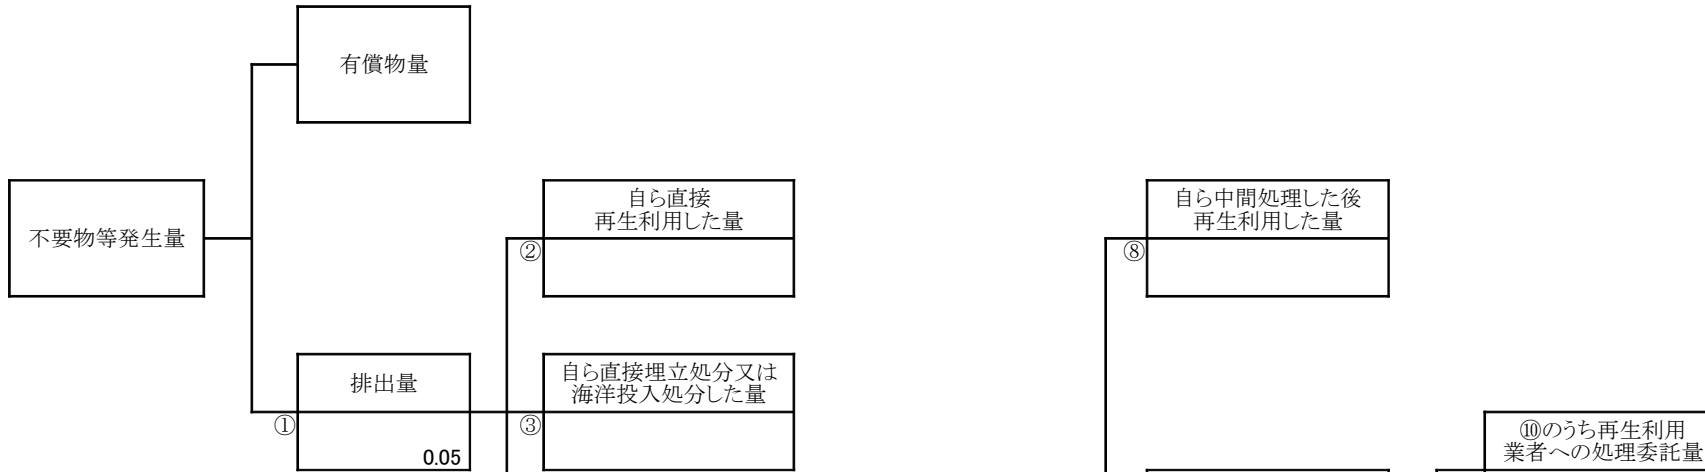 有償物量
不要物等発生量
自ら直接
再生利用した量
②
自ら中間処理した後
再生利用した量
⑧
排出量
①
0.05
自ら直接埋立処分又は
海洋投入処分した量
③
⑩のうち再生利用
業者への処理委託量